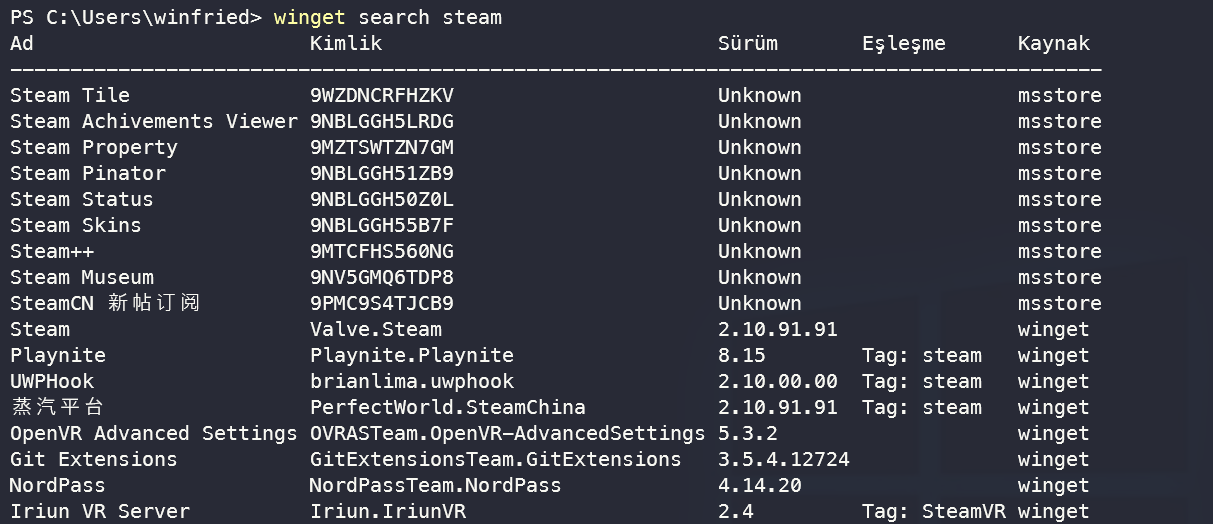 PS C:\Users\winfried> winget search steam
Ad Kimlik Sürüm Eşleşme Kaynak
-------------------------------------------------------------------------------------------
Steam Tile 9WZDNCRFHZKV Unknown msstore
Steam Achivements Viewer 9NBLGGH5LRDG Unknown msstore
Steam Property 9MZTSWTZN7GM Unknown msstore
Steam Pinator 9NBLGGH51ZB9 Unknown msstore
Steam Status 9NBLGGH50Z0L Unknown msstore
Steam Skins 9NBLGGH55B7F Unknown msstore
Steam++ 9MTCFHS560NG Unknown msstore
Steam Museum 9NV5GMQ6TDP8 Unknown msstore
SteamCN 新帖订阅 9PMC9S4TJCB9 Unknown msstore
Steam Valve.Steam 2.10.91.91 winget
Playnite Playnite.Playnite 8.15 Tag: steam winget
UWPHook brianlima.uwphook 2.10.00.00 Tag: steam winget
蒸汽平台 PerfectWorld.SteamChina 2.10.91.91 Tag: steam winget
OpenVR Advanced Settings OVRASTeam.OpenVR-AdvancedSettings 5.3.2 winget
Git Extensions GitExtensionsTeam.GitExtensions 3.5.4.12724 winget
NordPass NordPassTeam.NordPass 4.14.20 winget
Iriun VR Server Iriun.IriunVR 2.4 Tag: SteamVR winget